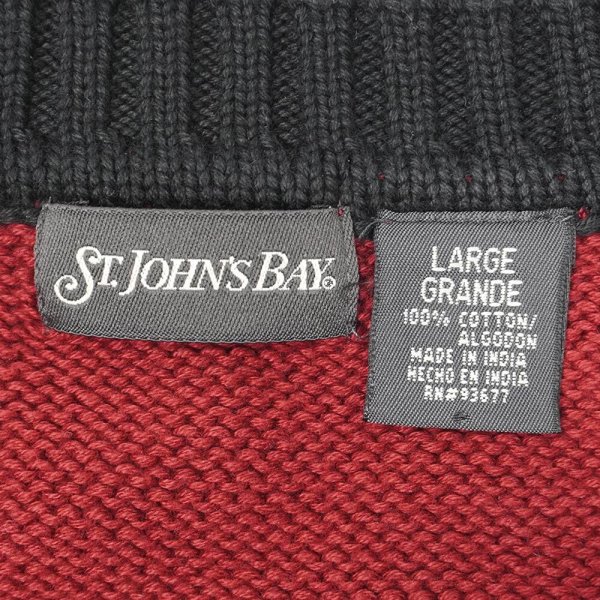 ST. JOHN'S BAY®
LARGE
GRANDE
100% COTTON/
ALGODON
MADE IN INDIA
HECHO EN INDIA
RN#93677